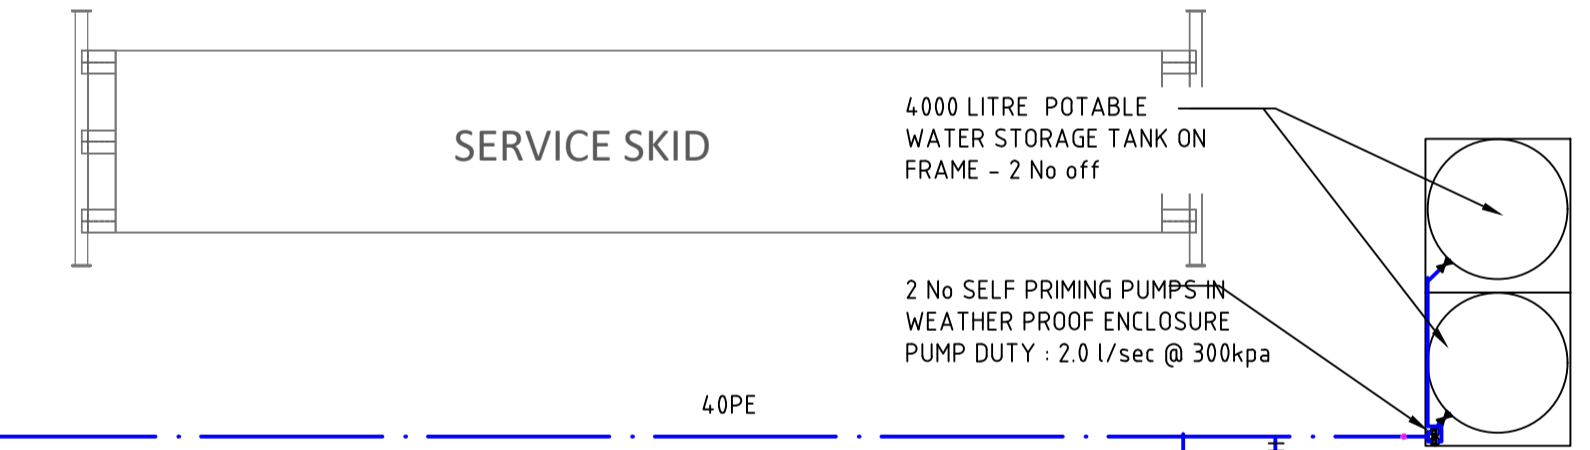 SERVICE SKID
4000 LITRE POTABLE
WATER STORAGE TANK ON
FRAME - 2 No off
2 No SELF PRIMING PUMPS IN
WEATHER PROOF ENCLOSURE
PUMP DUTY : 2.0 l/sec @ 300kpa
40PE